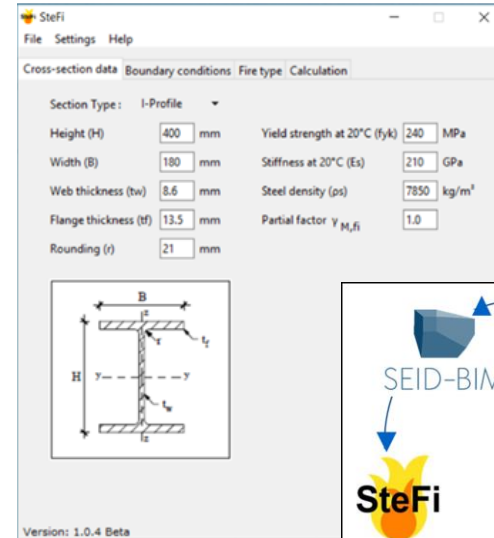 SteFi SteFi
File Settings Help
Cross-section data Boundary conditions Fire type Calculation
Section Type : I-Profile
Height (H) 400 mm Yield strength at 20°C (fyk) 240 MPa
Width (B) 180 mm Stiffness at 20°C (Es) 210 GPa
Web thickness (tw) 8.6 mm Steel density (ρs) 7850 kg/m³
Flange thickness (tf) 13.5 mm Partial factor γ M,fi 1.0
Rounding (r) 21 mm
B
z
r tf
H y y
tw
z
SEID-BIM
SteFi
Version: 1.0.4 Beta